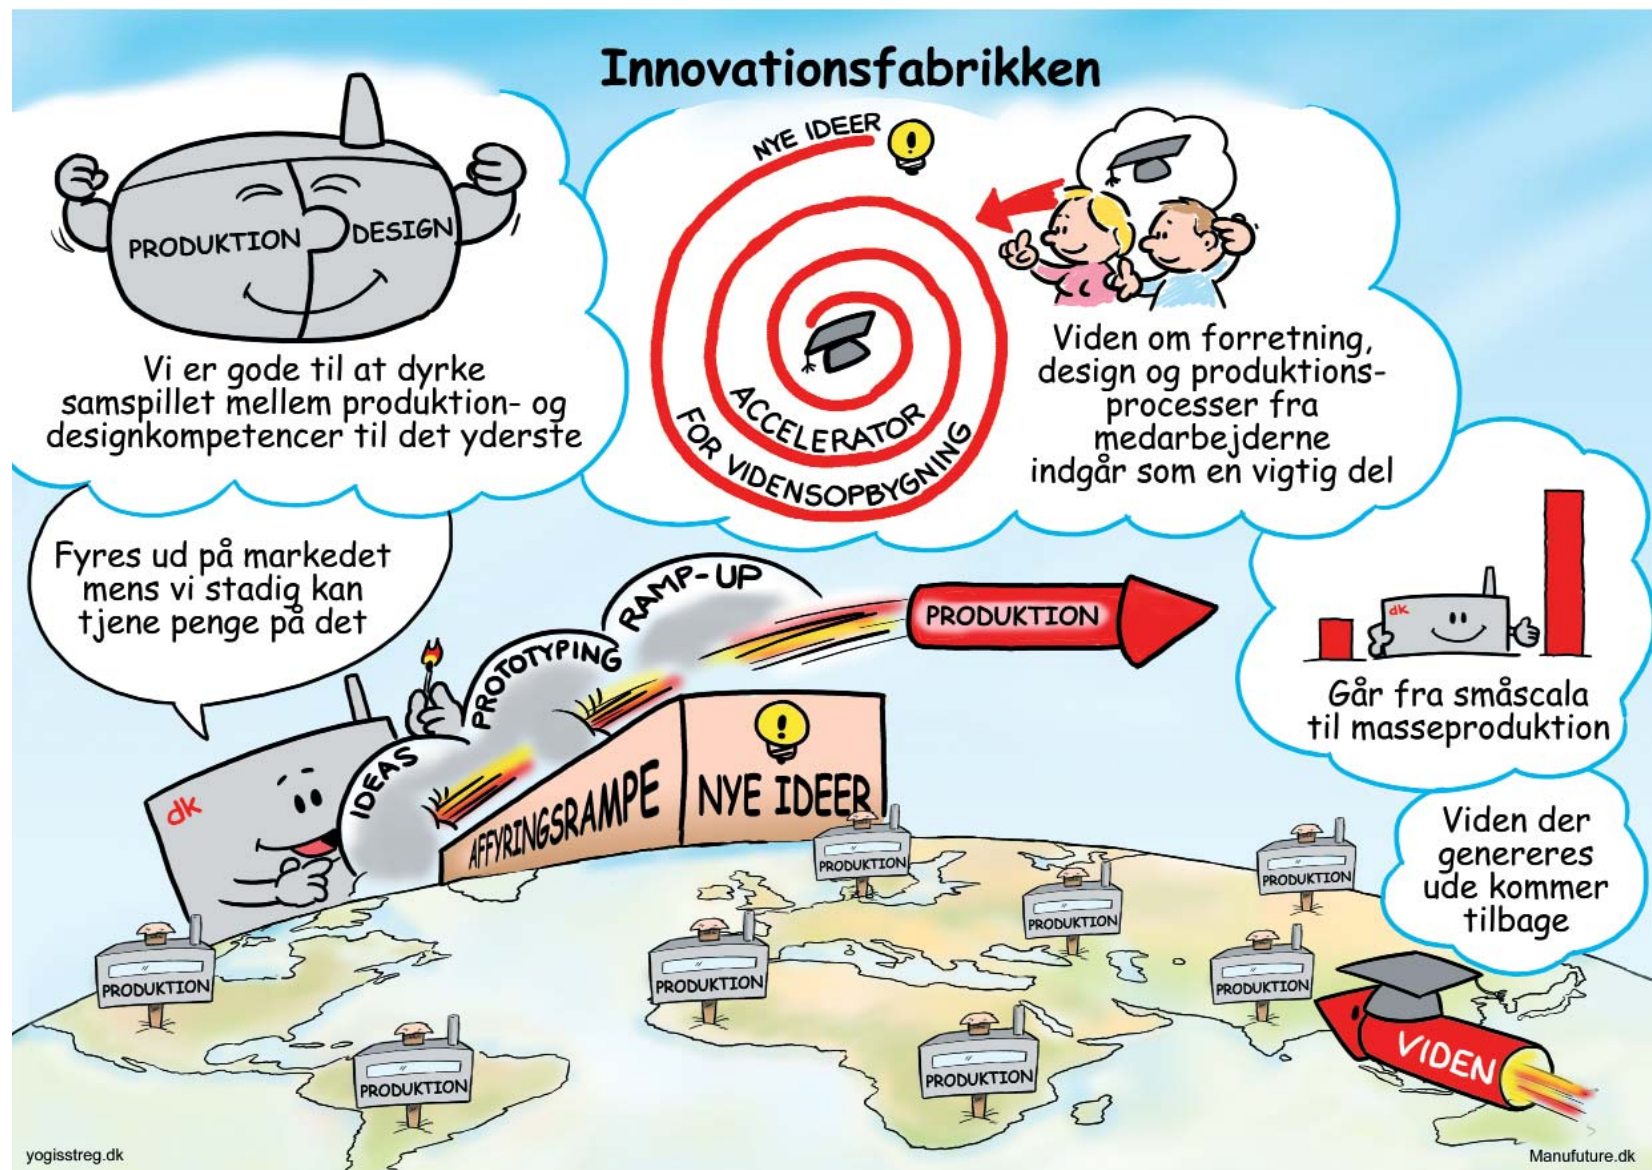 Innovationsfabrikken
PRODUKTION
DESIGN
Vi er gode til at dyrke
samspillet mellem produktion- og
designkompetencer til det yderste
NYE IDEER
ACCELERATOR
FOR VIDENSOPBYGNING
Viden om forretning,
design og produktions-
processer fra
medarbejderne
indgår som en vigtig del
Fyres ud på markedet
mens vi stadig kan
tjene penge på det
dk
IDEAS
PROTOTYPING
RAMP-UP
PRODUKTION
AFFYRINGSRAMPE
NYE IDEER
dk
Går fra småscala
til masseproduktion
Viden der
genereres
ude kommer
tilbage
PRODUKTION
PRODUKTION
PRODUKTION
PRODUKTION
PRODUKTION
PRODUKTION
PRODUKTION
PRODUKTION
VIDEN
yogisstreg.dk
Manufuture.dk